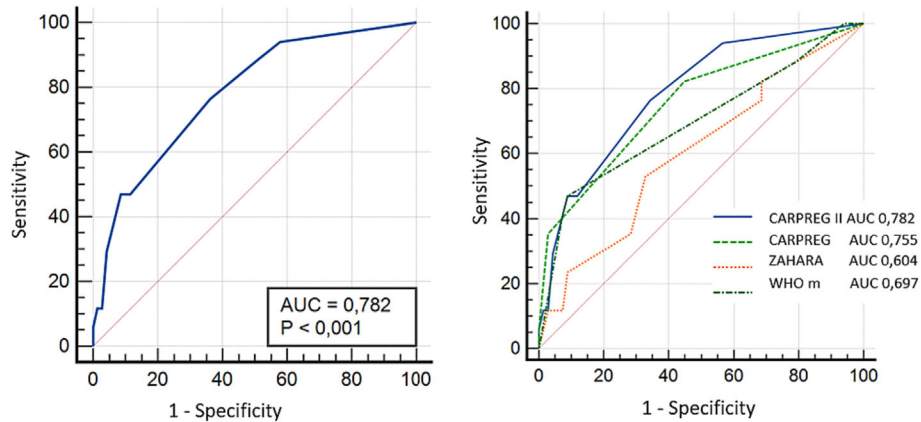 100
80
60
40
20
0
Sensitivity
AUC = 0,782
P < 0,001
0 20 40 60 80 100
1 - Specificity
100
80
60
40
20
0
Sensitivity
CARPREG II AUC 0,782
CARPREG AUC 0,755
ZAHARA AUC 0,604
WHO m AUC 0,697
0 20 40 60 80 100
1 - Specificity